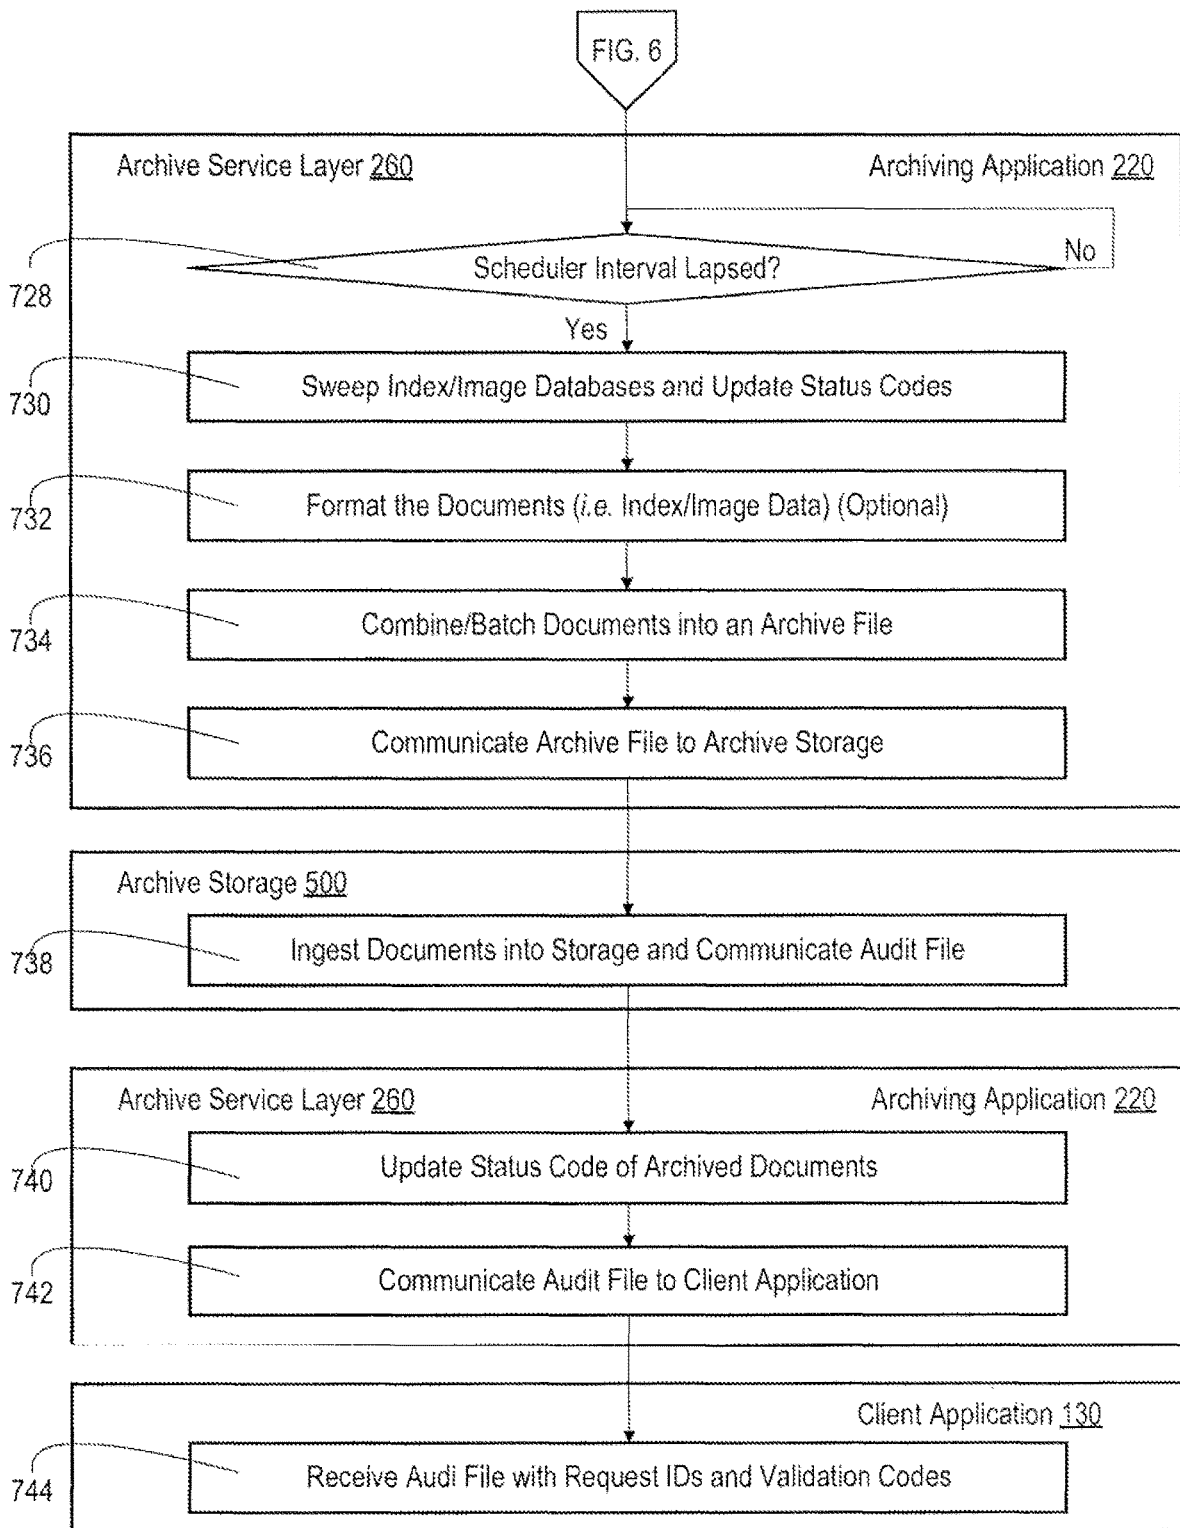 FIG. 6
Archive Service Layer 260
Archiving Application 220
Scheduler Interval Lapsed?
No
728
Yes
Sweep Index/Image Databases and Update Status Codes
730
Format the Documents (i.e. Index/Image Data) (Optional)
732
Combine/Batch Documents into an Archive File
734
Communicate Archive File to Archive Storage
736
Archive Storage 500
Ingest Documents into Storage and Communicate Audit File
738
Archive Service Layer 260
Archiving Application 220
Update Status Code of Archived Documents
740
Communicate Audit File to Client Application
742
Client Application 130
Receive Audi File with Request IDs and Validation Codes
744